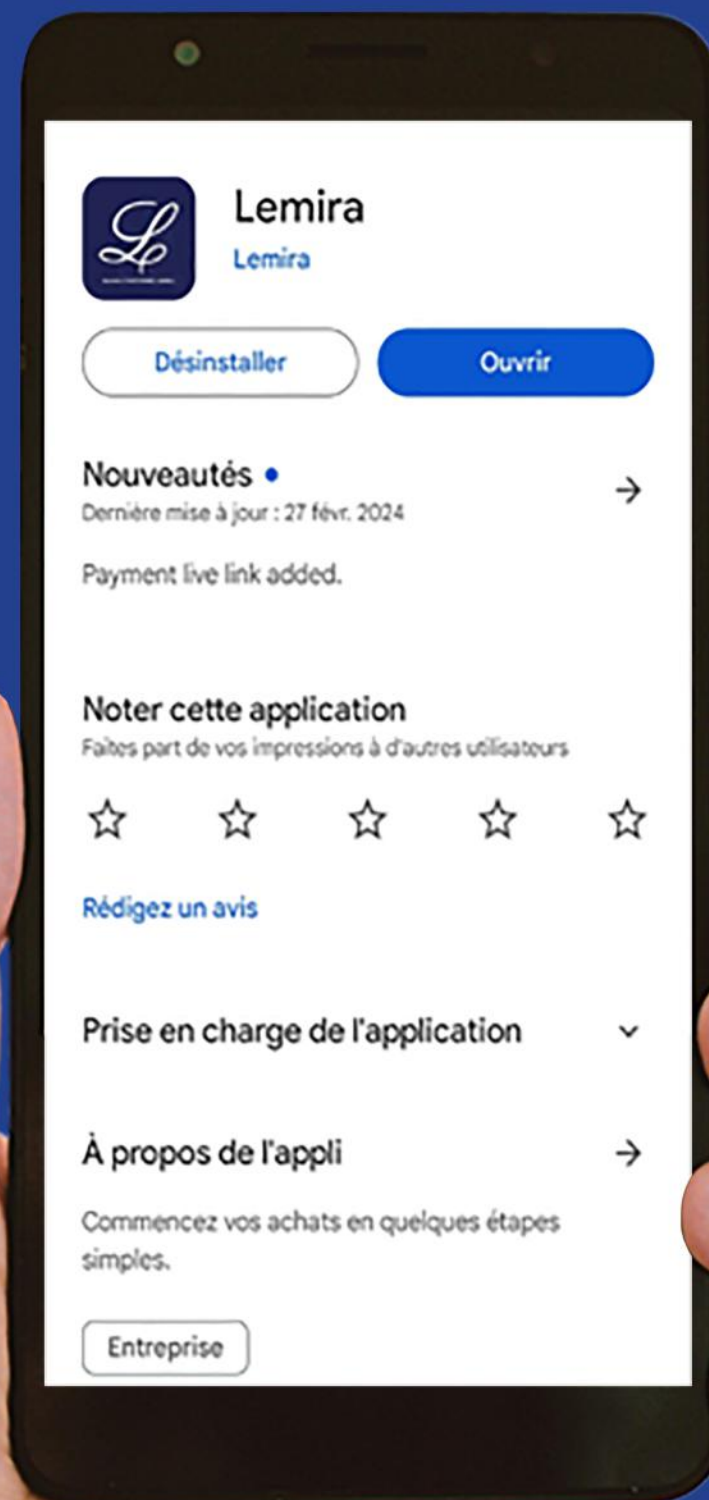 Lemira
Lemira
Désinstaller
Ouvrir
Nouveautés
Dernière mise à jour : 27 févr. 2024
Payment live link added.
Noter cette application
Faites part de vos impressions à d'autres utilisateurs
Rédigez un avis
Prise en charge de l'application
À propos de l'appli
Commencez vos achats en quelques étapes
simples.
Entreprise